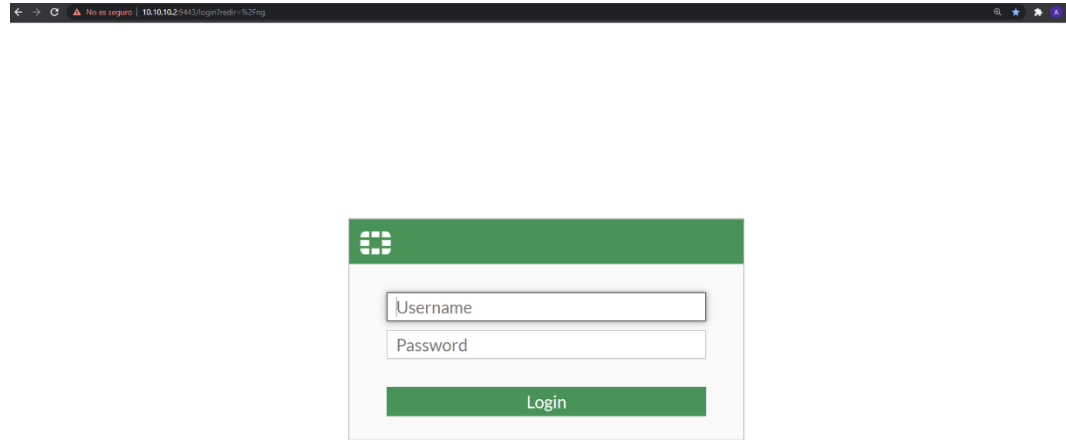 No es seguro | 10.10.10.2:9443/login?redir=%2Fng
A
Username
Password
Login